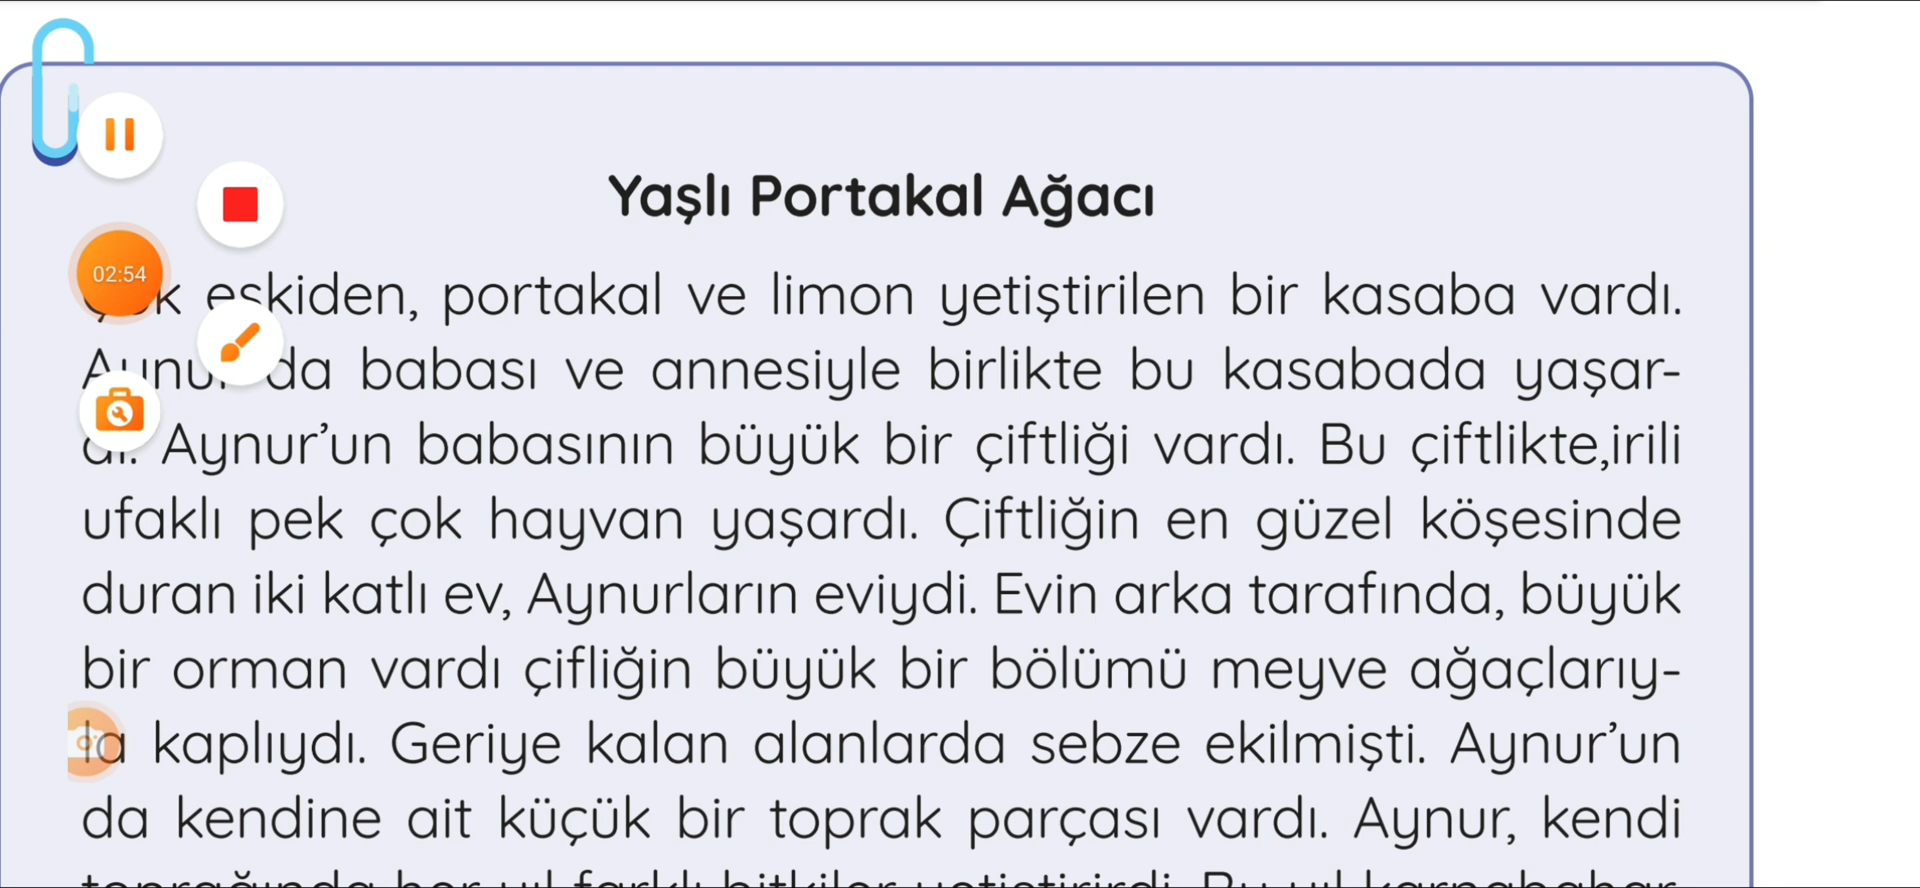 Yaşlı Portakal Ağacı
02:54
eskiden, portakal ve limon yetiştirilen bir kasaba vardı.
da babası ve annesiyle birlikte bu kasabada yaşar-
dı. Aynur’un babasının büyük bir çiftliği vardı. Bu çiftlikte,irili
ufaklı pek çok hayvan yaşardı. Çiftliğin en güzel köşesinde
duran iki katlı ev, Aynurların eviydi. Evin arka tarafında, büyük
bir orman vardı çifliğin büyük bir bölümü meyve ağaçlarıy-
la kaplıydı. Geriye kalan alanlarda sebze ekilmişti. Aynur’un
da kendine ait küçük bir toprak parçası vardı. Aynur, kendi